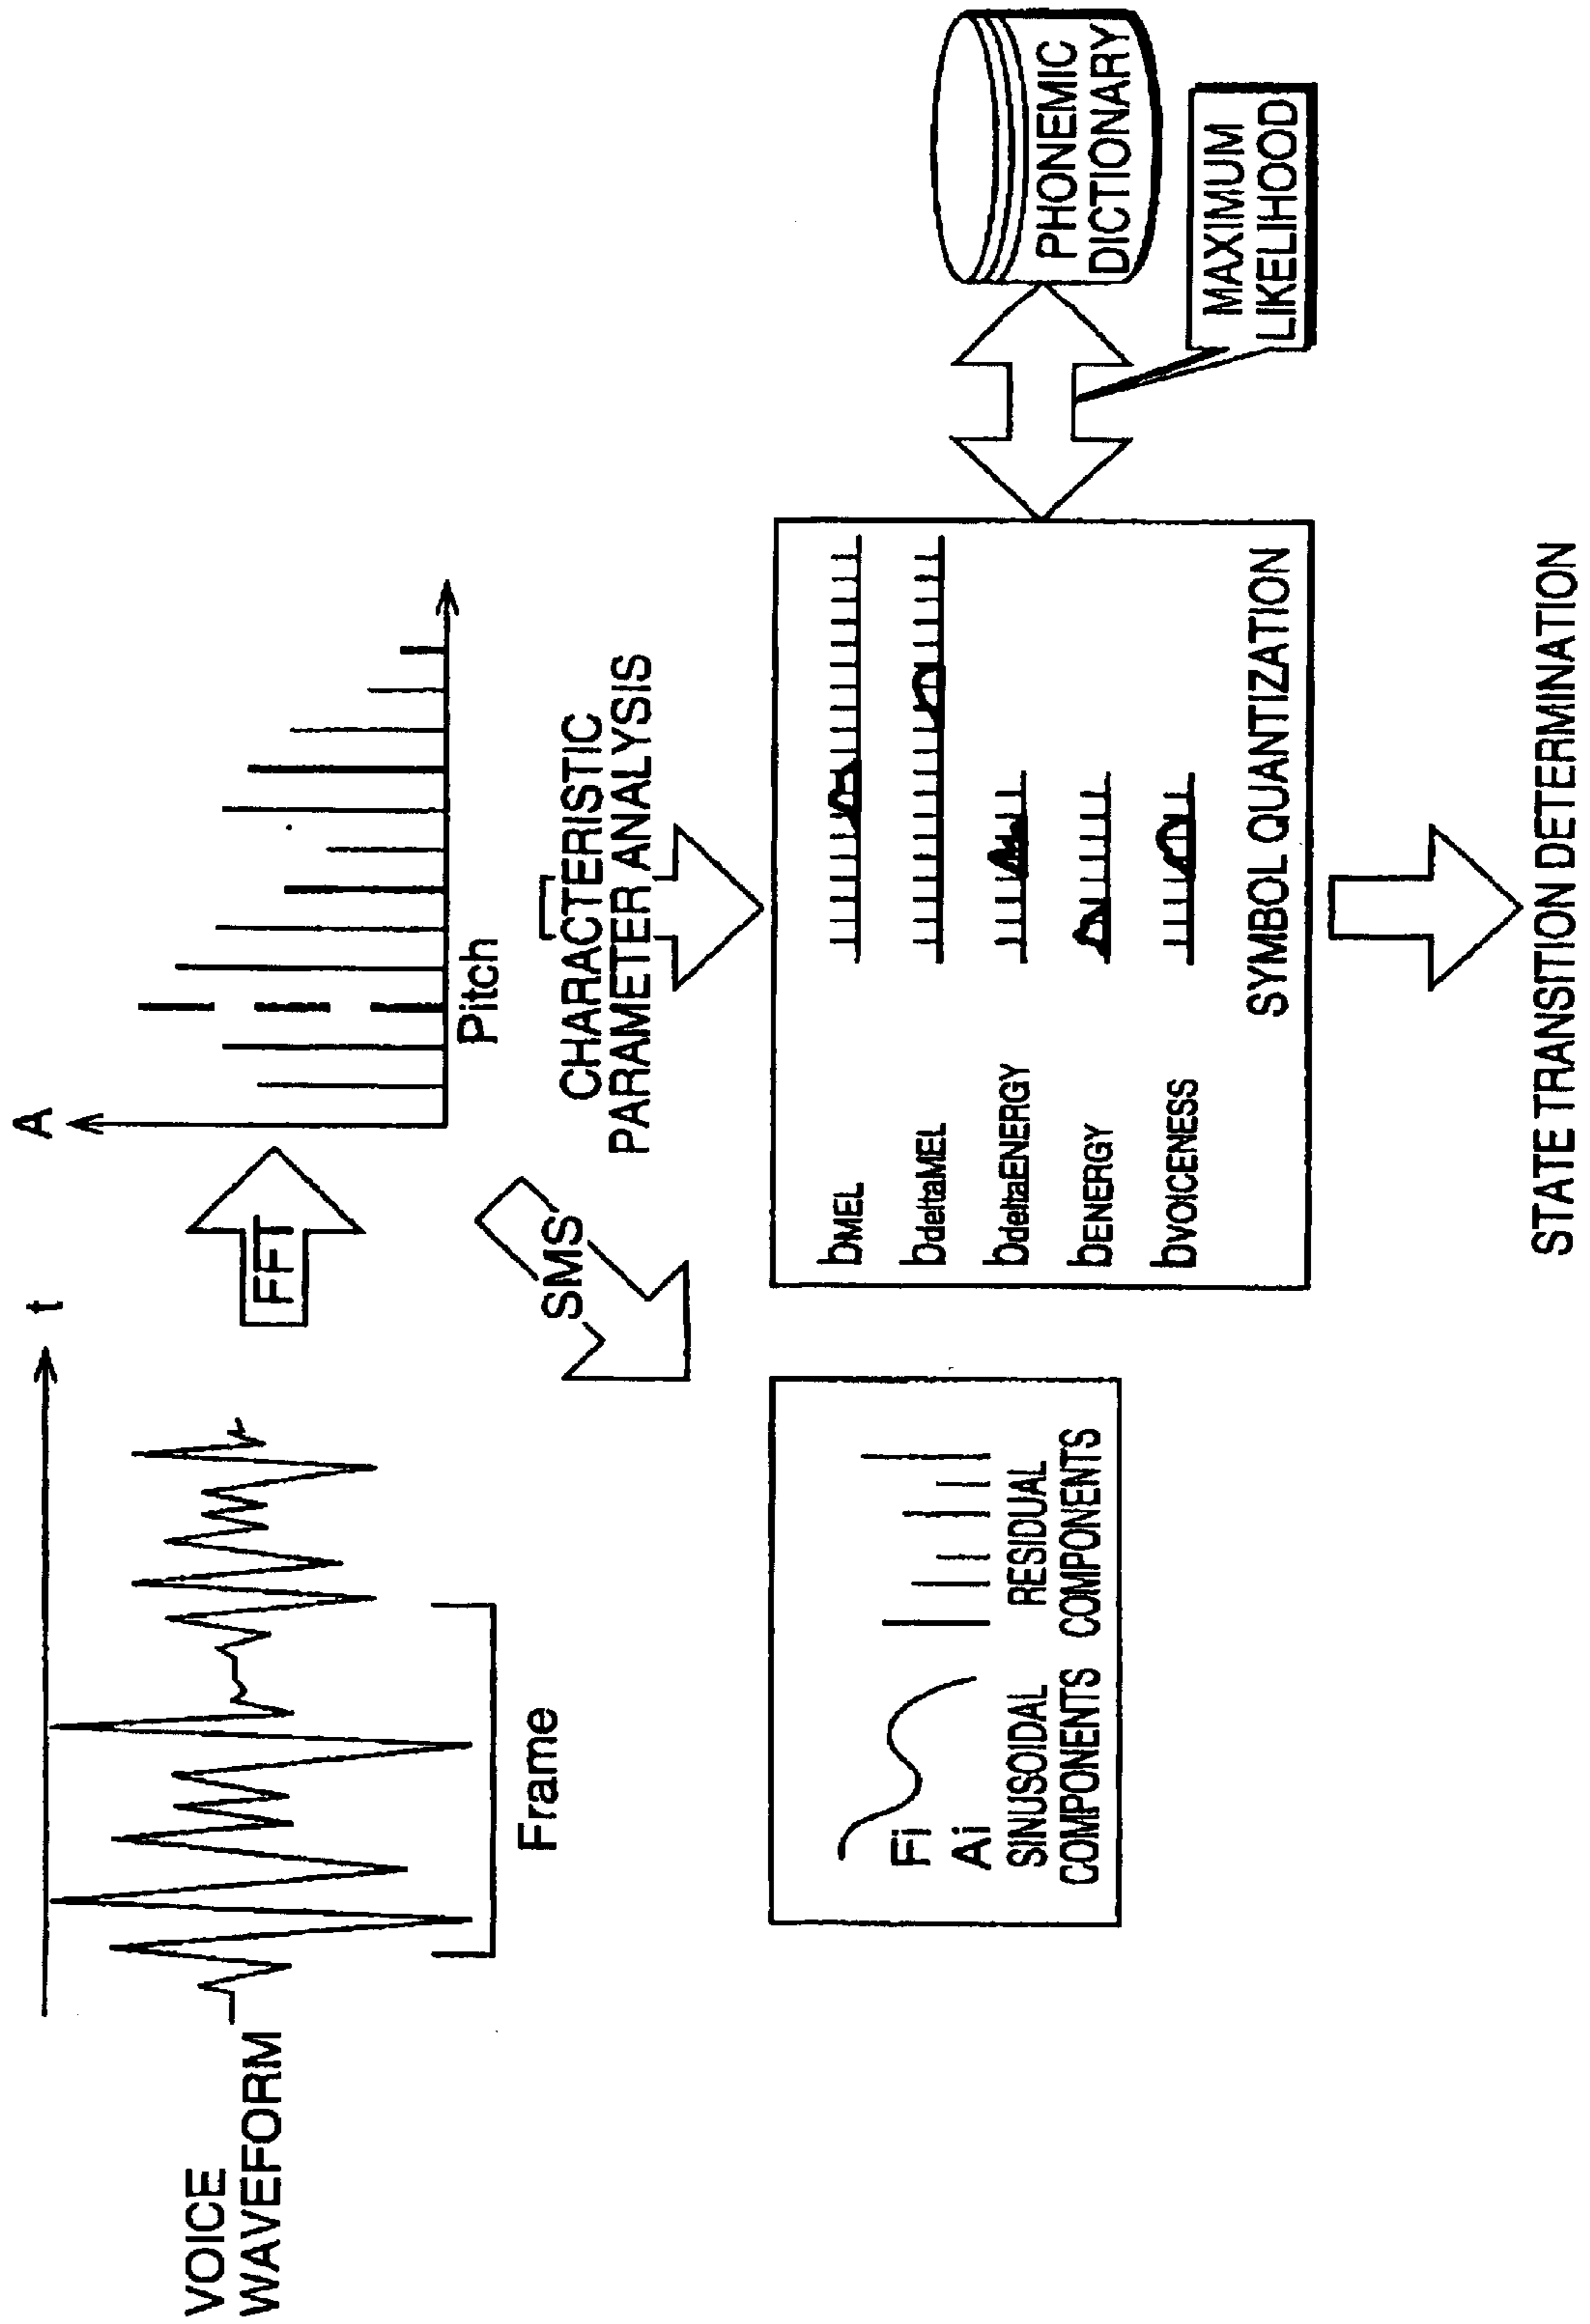 VOICE
WAVEFORM
t
Frame
FFT
A
Pitch
SMS
CHARACTERISTIC
PARAMETER ANALYSIS
Fi
Ai
SINUSOIDAL
COMPONENTS
RESIDUAL
COMPONENTS
bMEL
bdeltaMEL
bdeltaENERGY
bENERGY
bVOICENESS
SYMBOL QUANTIZATION
PHONEMIC
DICTIONARY
MAXIMUM
LIKELIHOOD
STATE TRANSITION DETERMINATION